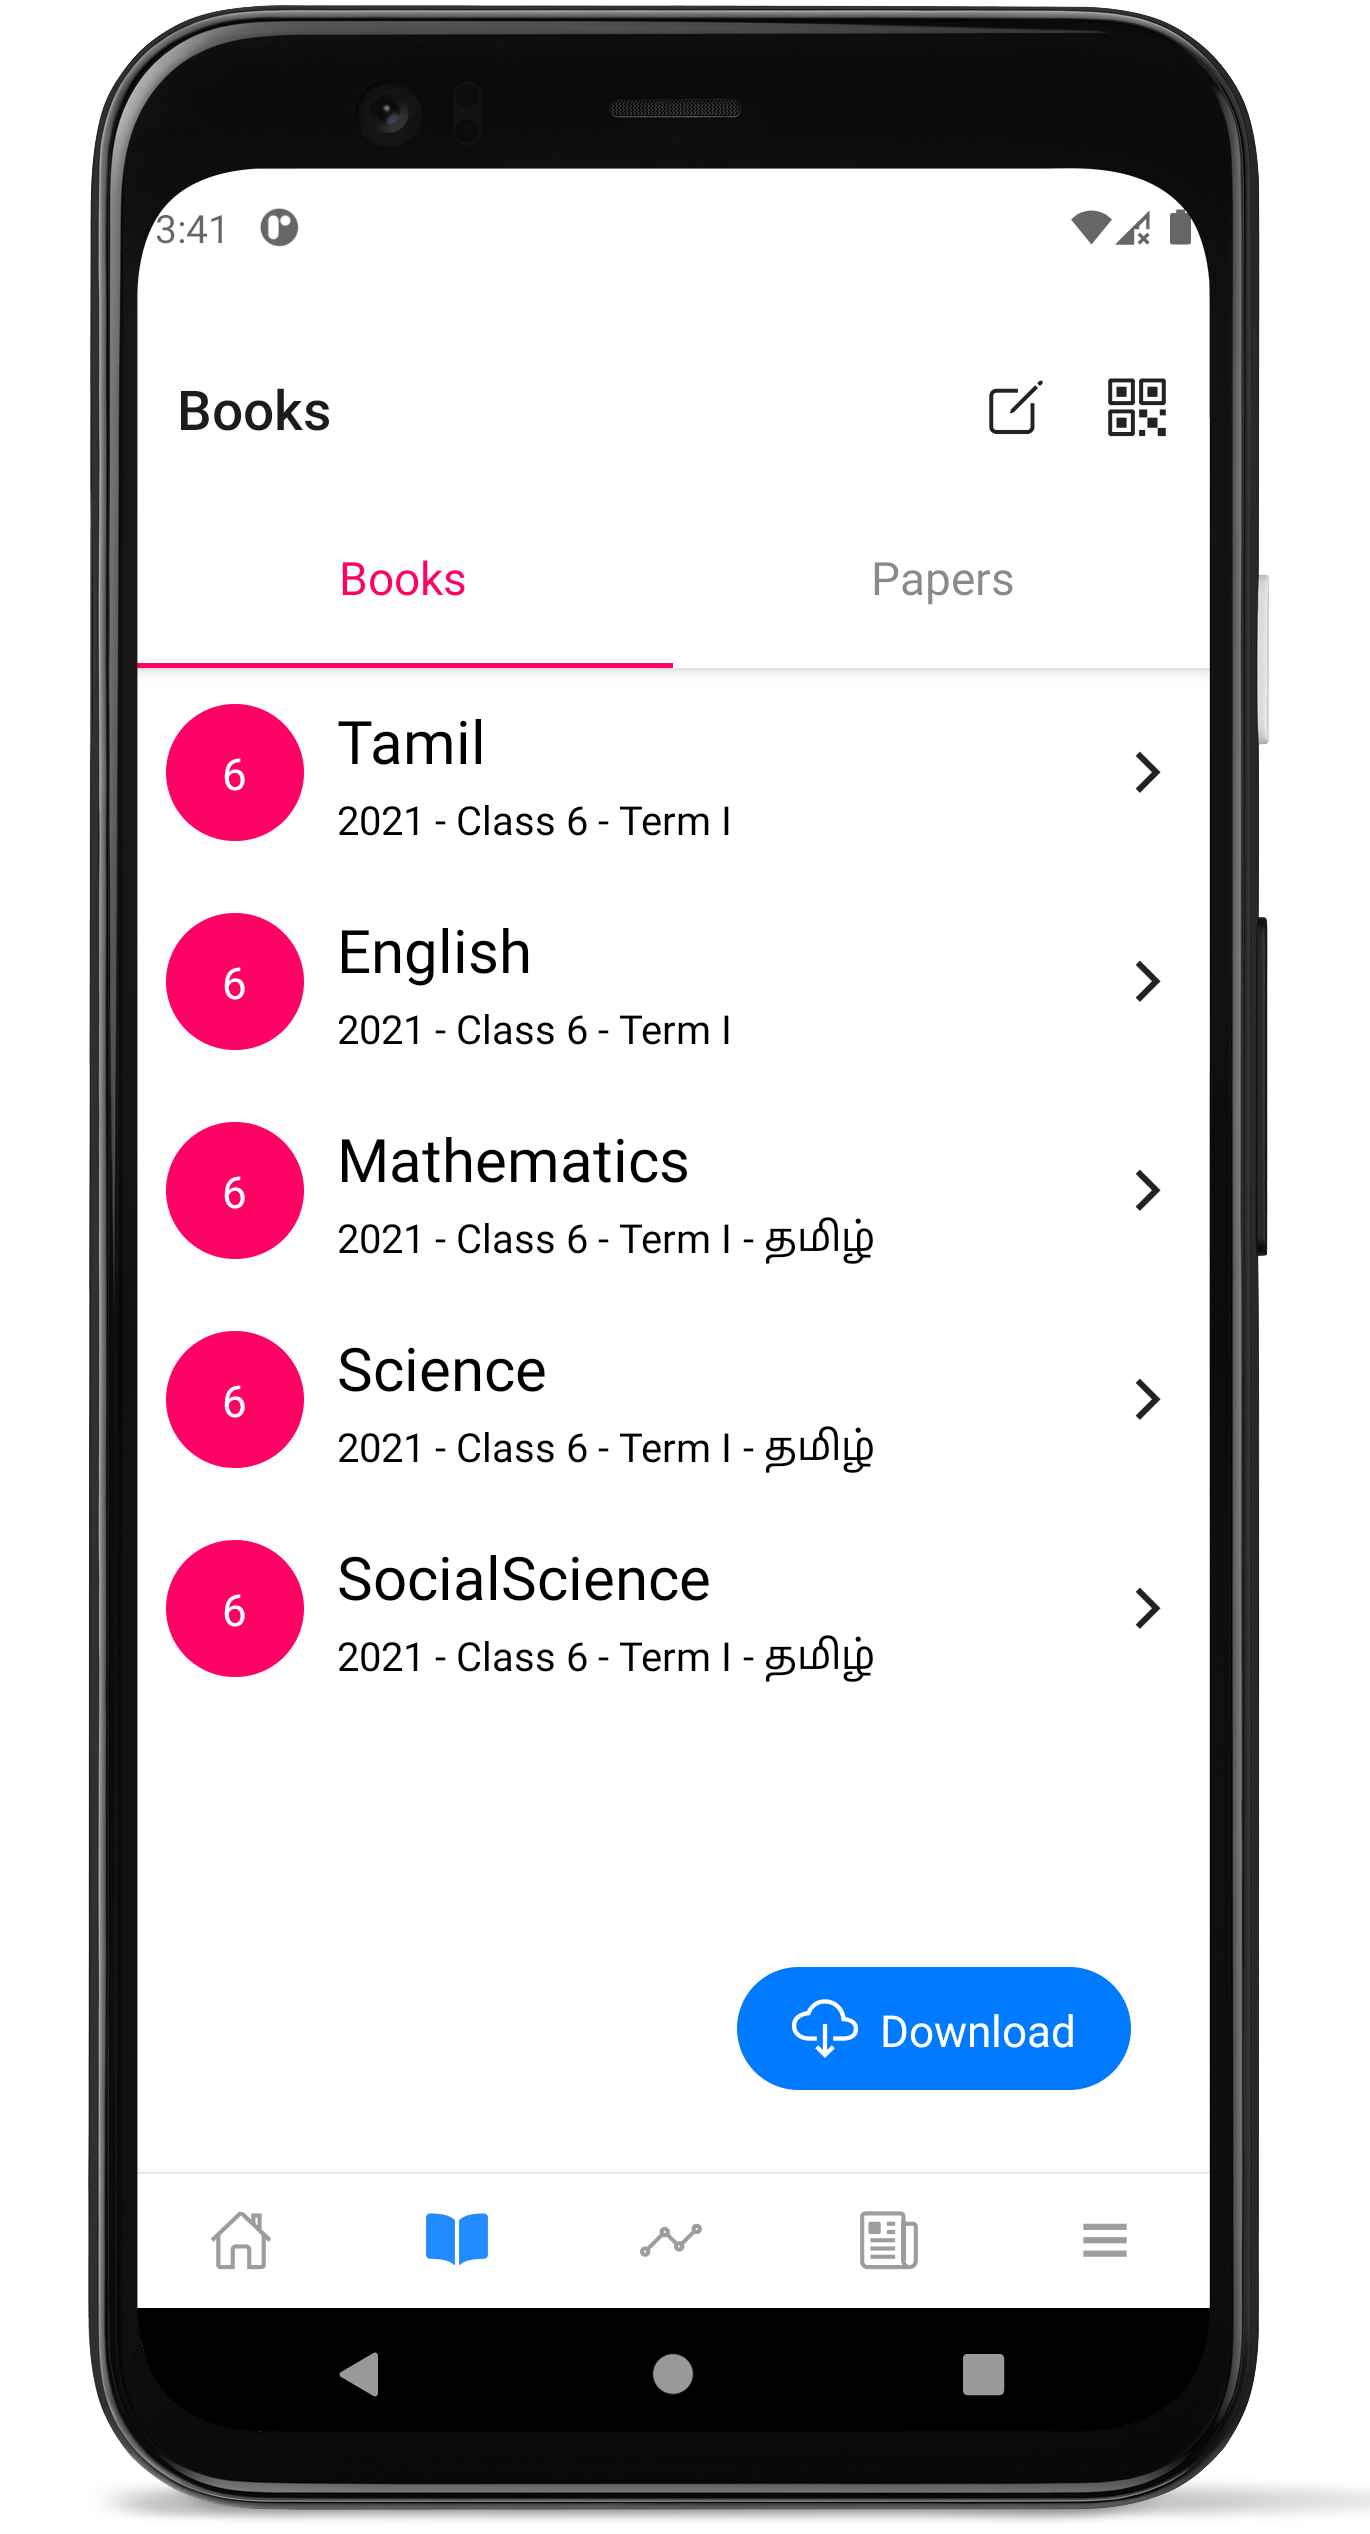 3:41
Books
Books
Papers
6
Tamil
2021 - Class 6 - Term I
6
English
2021 - Class 6 - Term I
6
Mathematics
2021 - Class 6 - Term I - தமிழ்
6
Science
2021 - Class 6 - Term I - தமிழ்
6
SocialScience
2021 - Class 6 - Term I - தமிழ்
Download